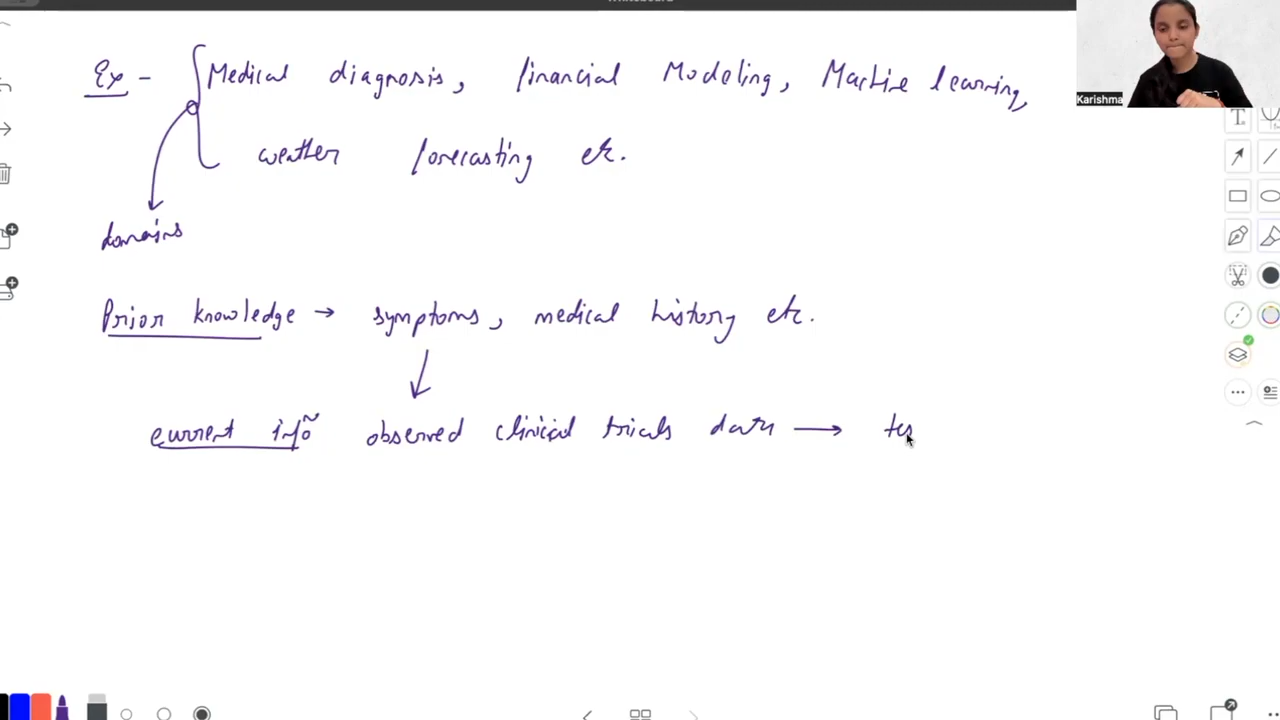 Ex - Medical diagnosis, financial Modeling, Machine learning,
weather forecasting etc.
domains
Prior knowledge → symptoms, medical history etc.
current info observed clinical trials data → tes
Karishma
T